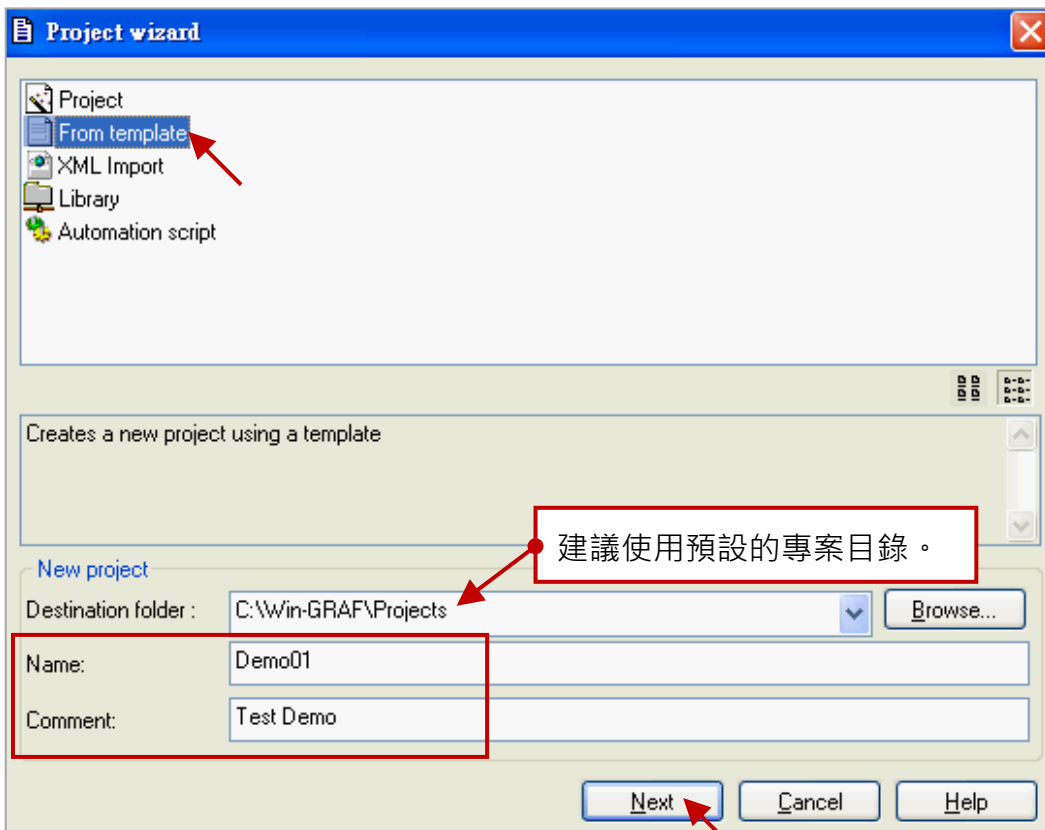 Project wizard
Project
From template
XML Import
Library
Automation script
Creates a new project using a template
建議使用預設的專案目錄。
New project
Destination folder : C:\Win-GRAF\Projects Browse...
Name: Demo01
Comment: Test Demo
Next Cancel Help